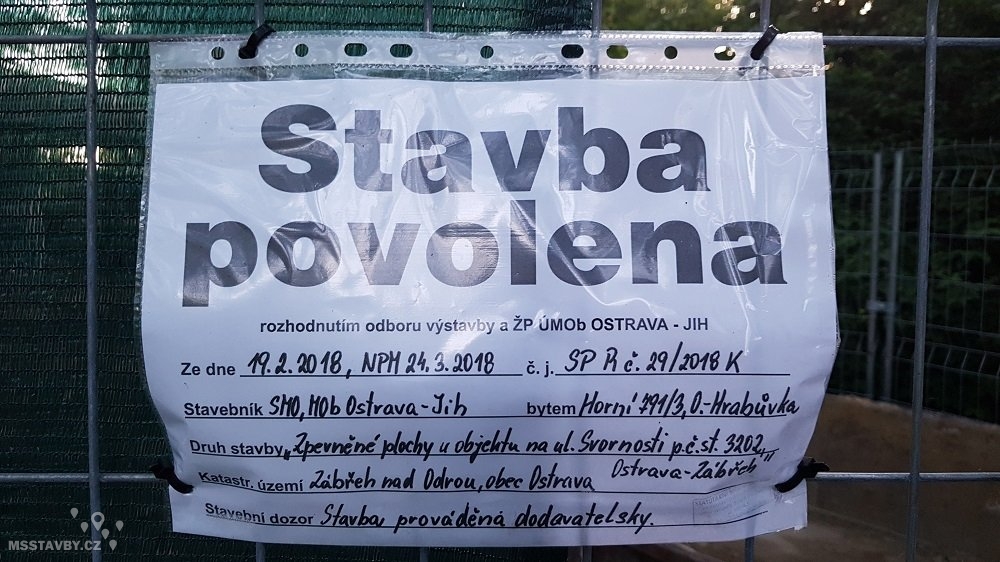 Stavba
povolena
rozhodnutím odboru výstavby a ŽP ÚMOb OSTRAVA - JIH
Ze dne 19.2.2018, NPM 24.3.2018 č. j. SP R č. 29/2018 K
Stavebník SMO, MOb Ostrava-Jih bytem Horní 791/3, O.-Hrabůvka
Druh stavby „Zpevněné plochy u objektu na ul. Svornosti p.č.st. 3202,
Ostrava-Zábřeh"
Katastr. území Zábřeh nad Odrou, obec Ostrava
Stavební dozor Stavba prováděná dodavatelsky.
MSSTAVBY.CZ